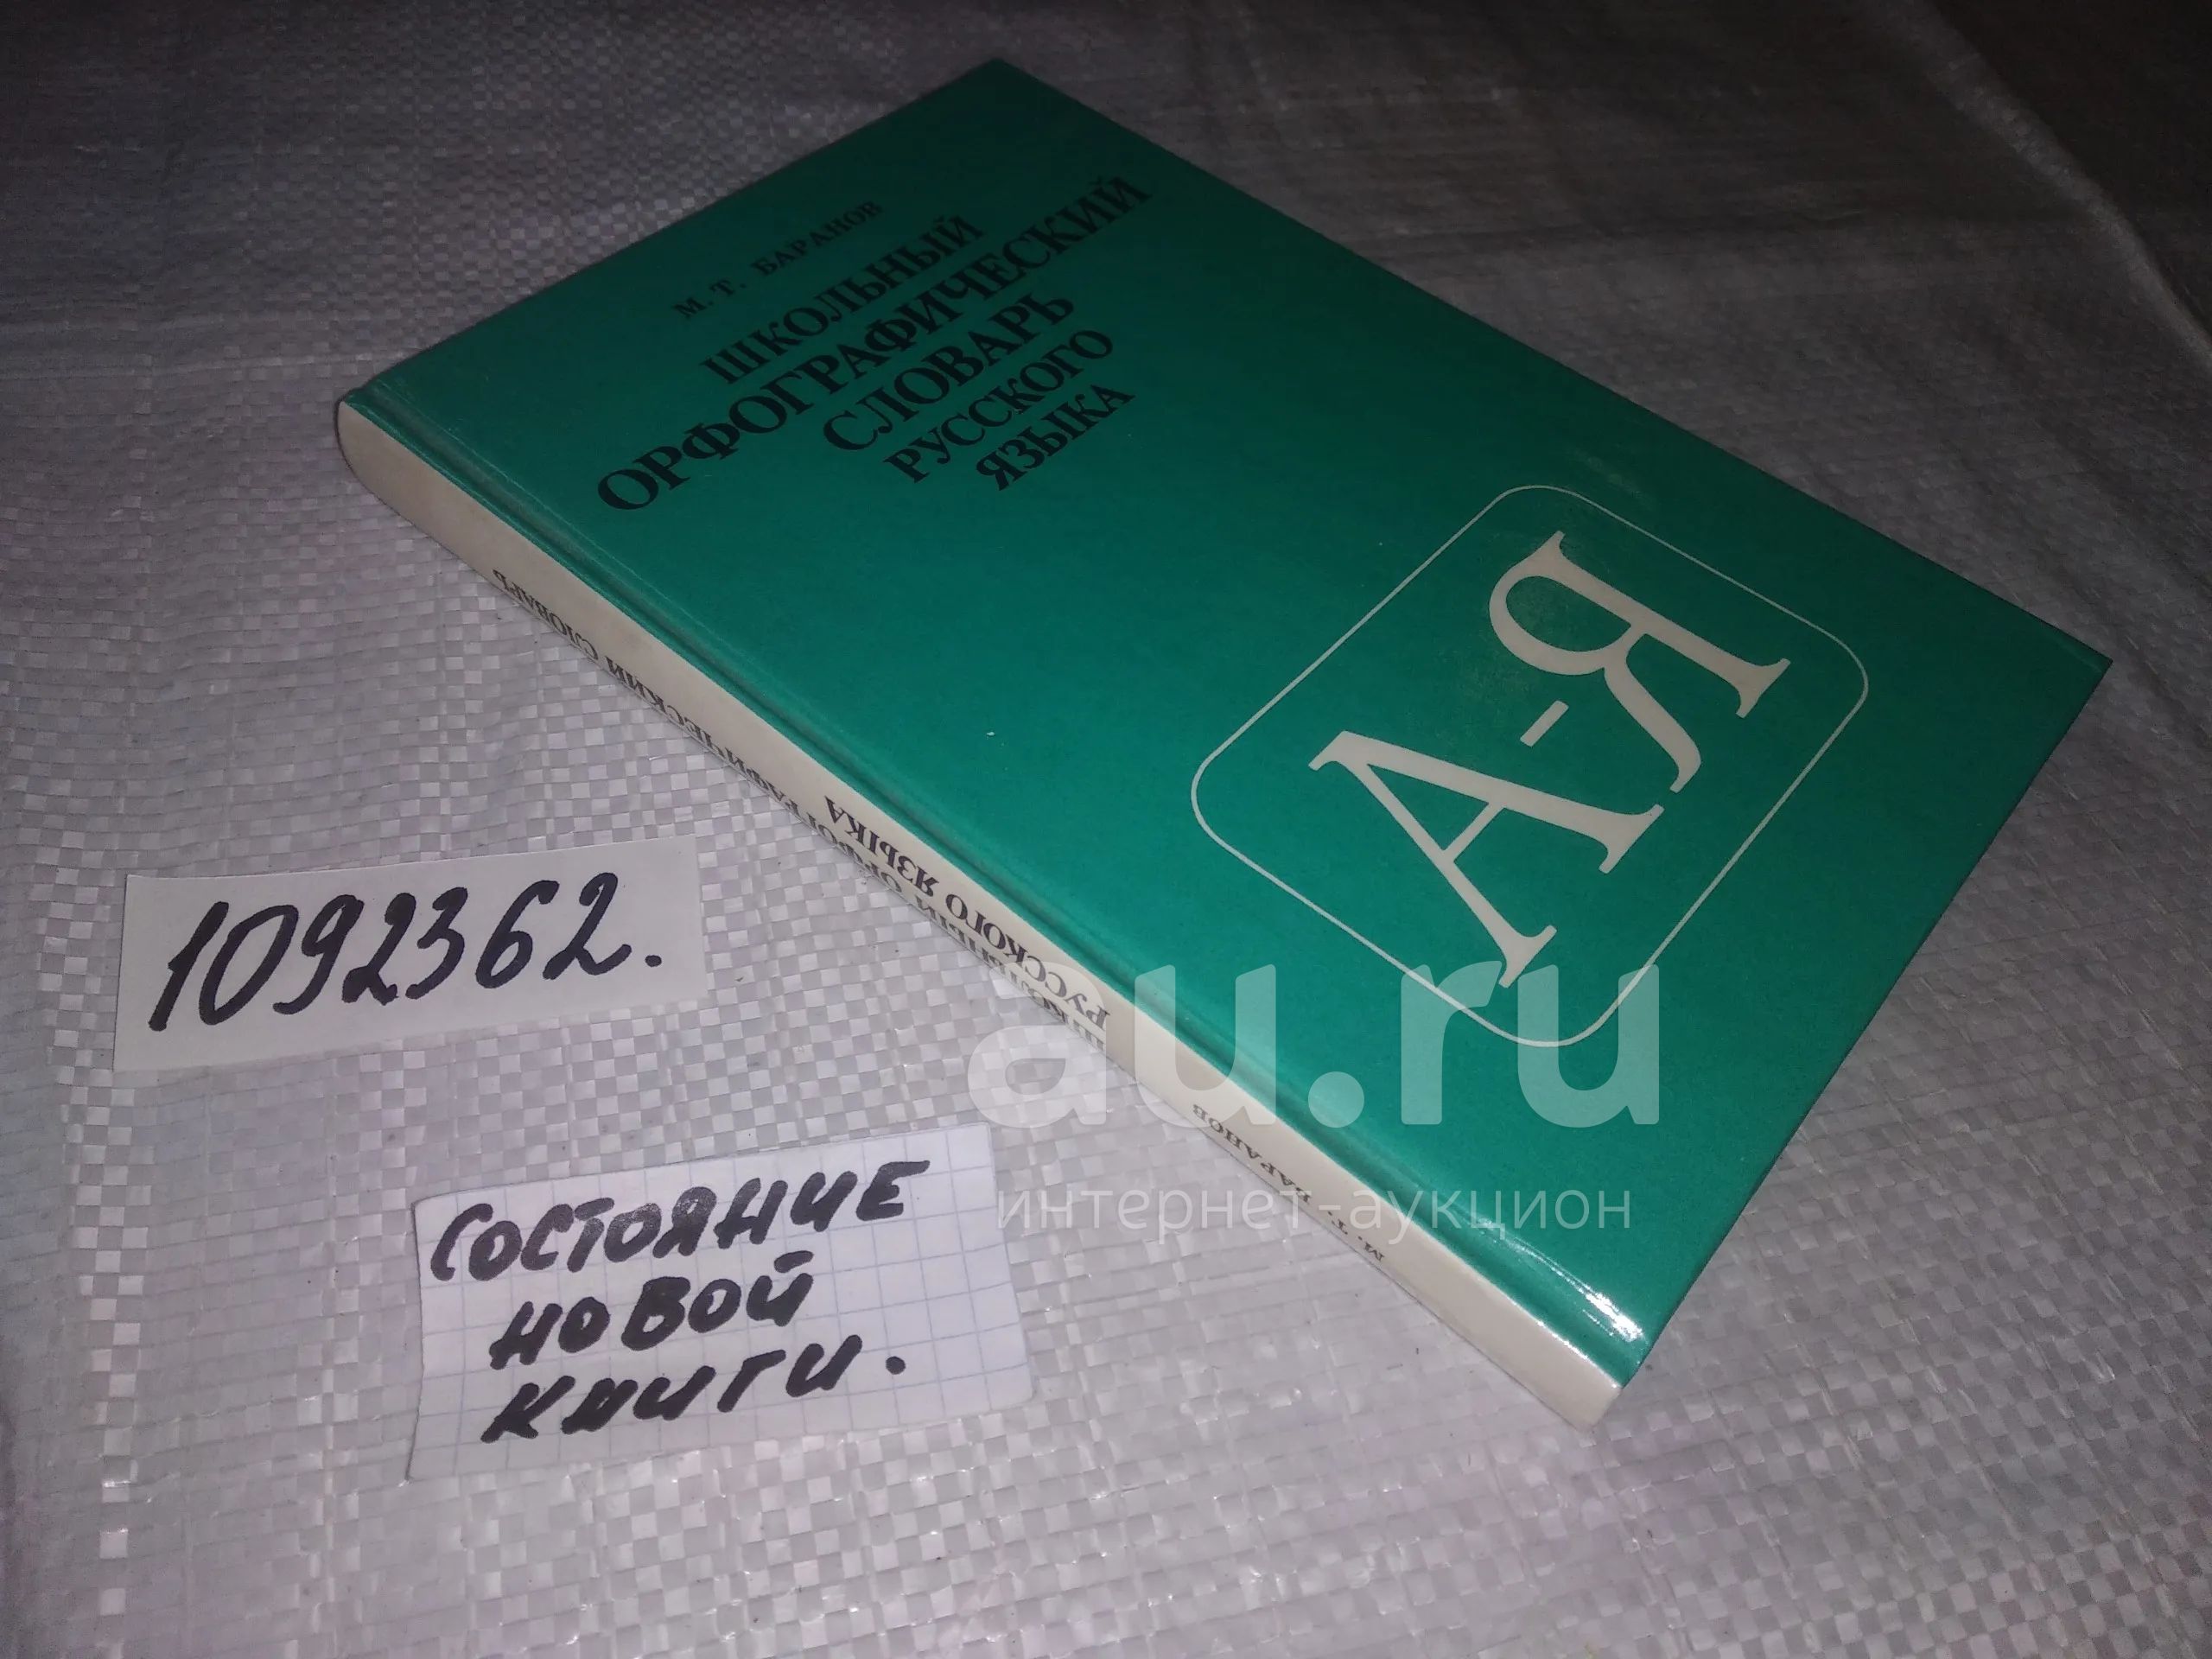 М. Т. БАРАНОВ
ШКОЛЬНЫЙ
ОРФОГРАФИЧЕСКИЙ
СЛОВАРЬ
РУССКОГО
ЯЗЫКА
А-Я
М. Т. БАРАНОВ
ШКОЛЬНЫЙ ОРФОГРАФИЧЕСКИЙ СЛОВАРЬ
РУССКОГО ЯЗЫКА
1092362.
СОСТОЯНИЕ
НОВОЙ
КНИГИ.
au.ru
интернет-аукцион